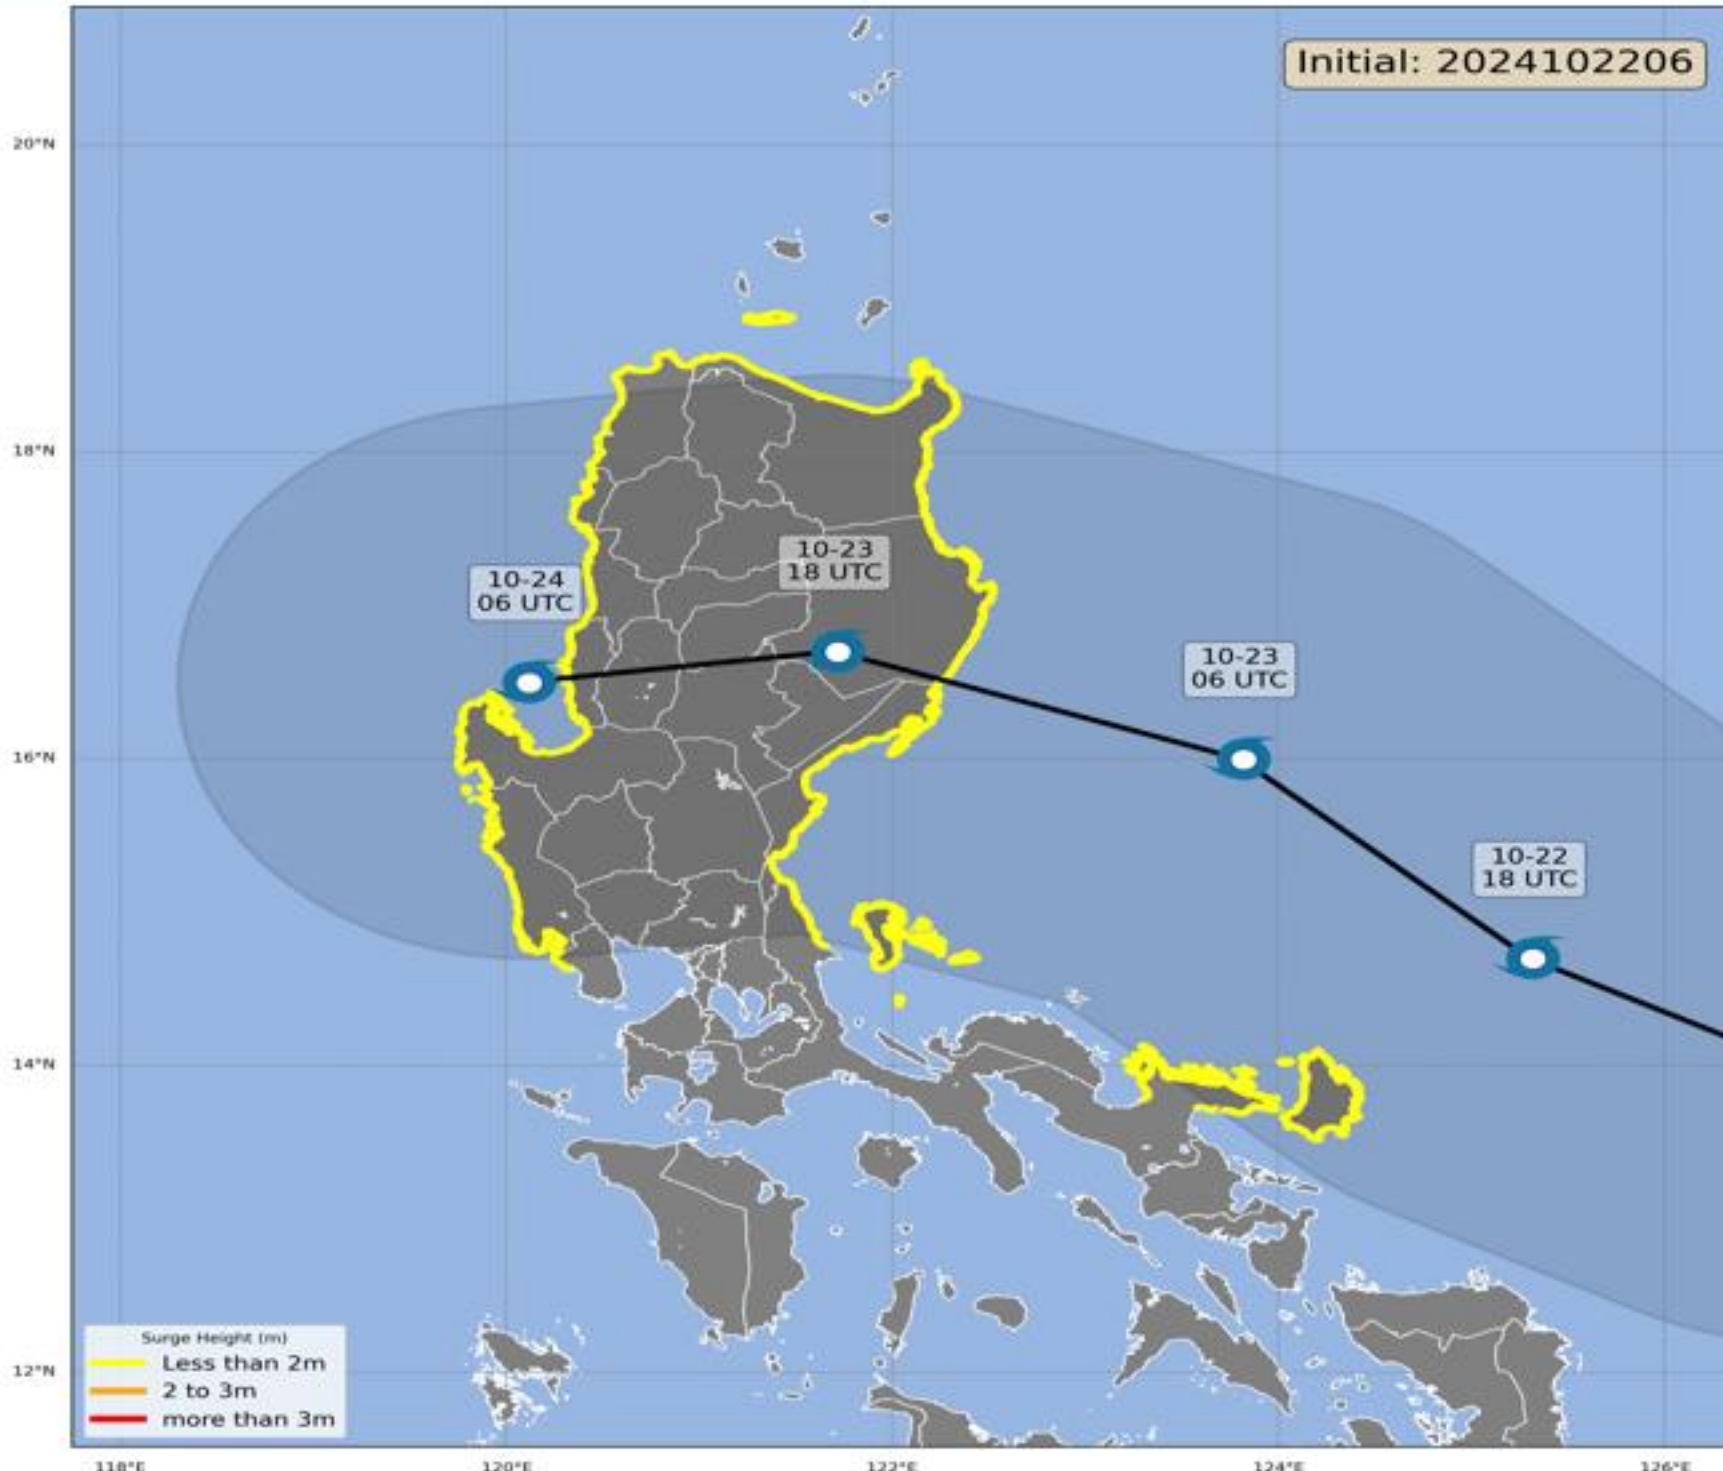 Initial: 2024102206
20°N
18°N
10-23
18 UTC
10-24
06 UTC
10-23
06 UTC
16°N
10-22
18 UTC
14°N
12°N
Surge Height (m)
Less than 2m
2 to 3m
more than 3m
118°E
120°E
122°E
124°E
126°E